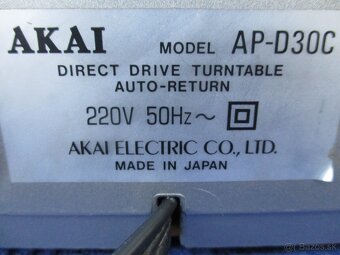 AKAI MODEL AP-D30C
DIRECT DRIVE TURNTABLE
AUTO-RETURN
220V 50Hz ~
AKAI ELECTRIC CO., LTD.
MADE IN JAPAN